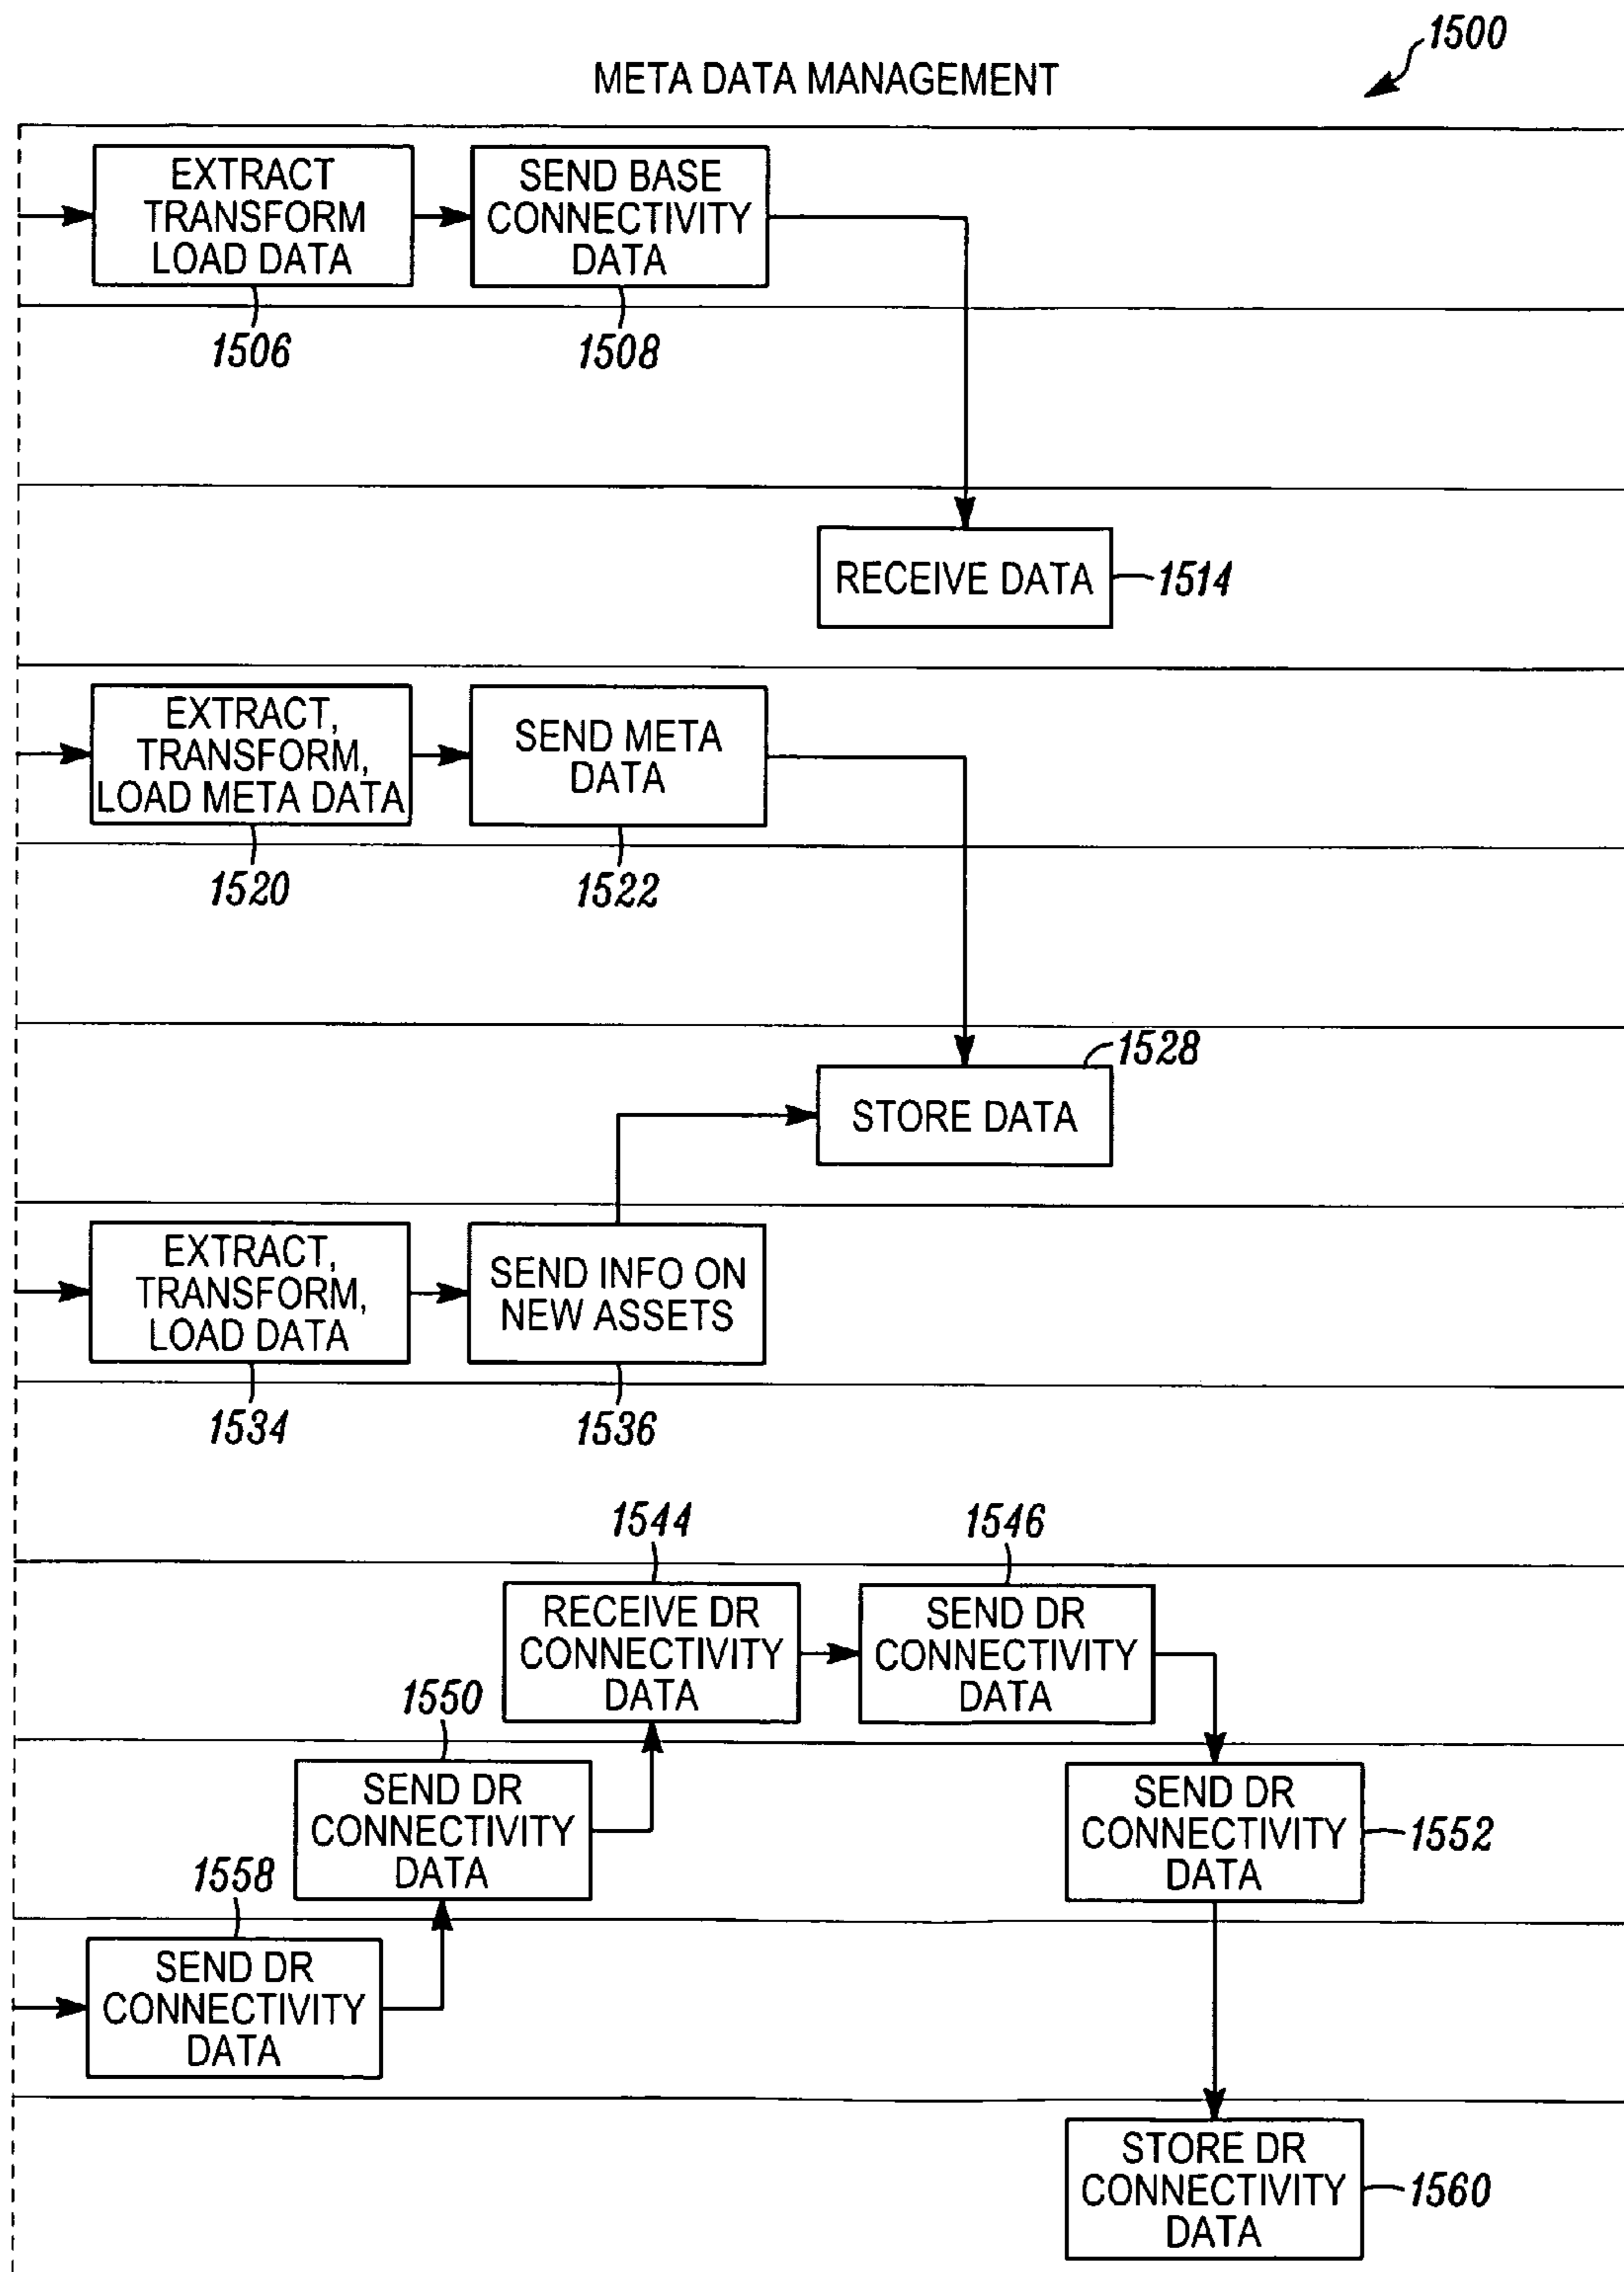 1500
META DATA MANAGEMENT
EXTRACT
TRANSFORM
LOAD DATA
SEND BASE
CONNECTIVITY
DATA
1506
1508
RECEIVE DATA
1514
EXTRACT,
TRANSFORM,
LOAD META DATA
SEND META
DATA
1520
1522
1528
STORE DATA
EXTRACT,
TRANSFORM,
LOAD DATA
SEND INFO ON
NEW ASSETS
1534
1536
1544
1546
RECEIVE DR
CONNECTIVITY
DATA
SEND DR
CONNECTIVITY
DATA
1550
SEND DR
CONNECTIVITY
DATA
SEND DR
CONNECTIVITY
DATA
1552
1558
SEND DR
CONNECTIVITY
DATA
STORE DR
CONNECTIVITY
DATA
1560